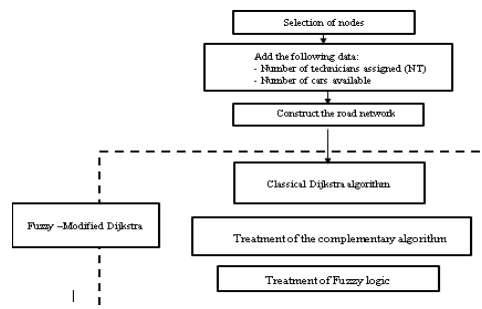 Selection of nodes
Add the following data:
- Number of technicians assigned (NT)
- Number of cars available
Construct the road network
Classical Dijkstra algorithm
Fuzzy –Modified Dijkstra
Treatment of the complementary algorithm
Treatment of Fuzzy logic